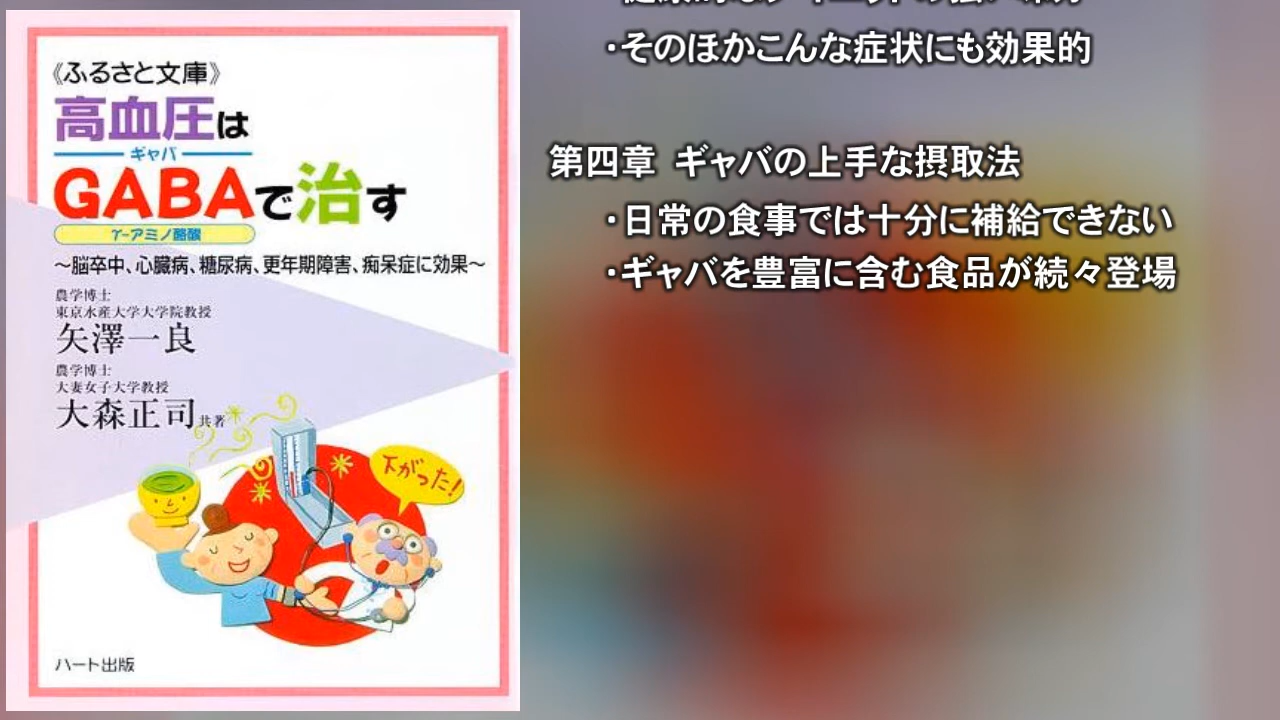 《ふるさと文庫》
高血圧は
ギャバ
GABAで治す
γ-アミノ酪酸
〜脳卒中、心臓病、糖尿病、更年期障害、痴呆症に効果〜
農学博士
東京水産大学大学院教授
矢澤一良
農学博士
大妻女子大学教授
大森正司共著
下がった!
ハート出版
・そのほかこんな症状にも効果的
第四章 ギャバの上手な摂取法
・日常の食事では十分に補給できない
・ギャバを豊富に含む食品が続々登場